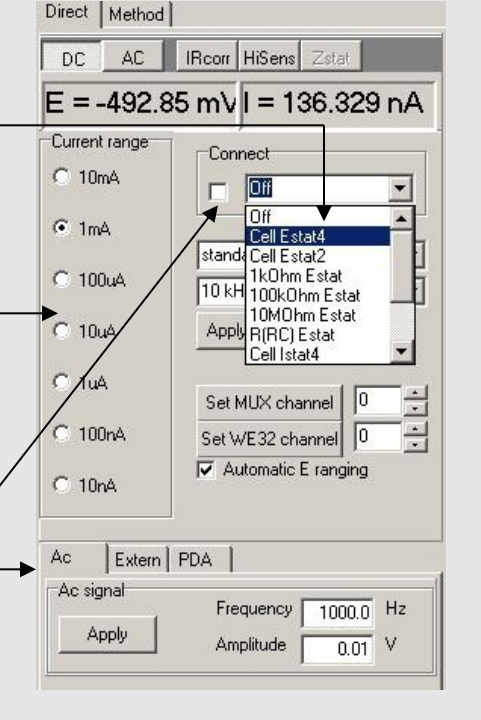 Direct Method
DC AC IRcorr HiSens Zstat
E = -492.85 mV I = 136.329 nA
Current range
10mA
1mA
100uA
10uA
1uA
100nA
10nA
Connect
Off
Off
Cell Estat4
Cell Estat2
1kOhm Estat
100kOhm Estat
10MOhm Estat
R(RC) Estat
Cell Istat4
10 kH
Apply
Set MUX channel 0
Set WE32 channel 0
Automatic E ranging
Ac Extern PDA
Ac signal
Apply
Frequency 1000.0 Hz
Amplitude 0.01 V